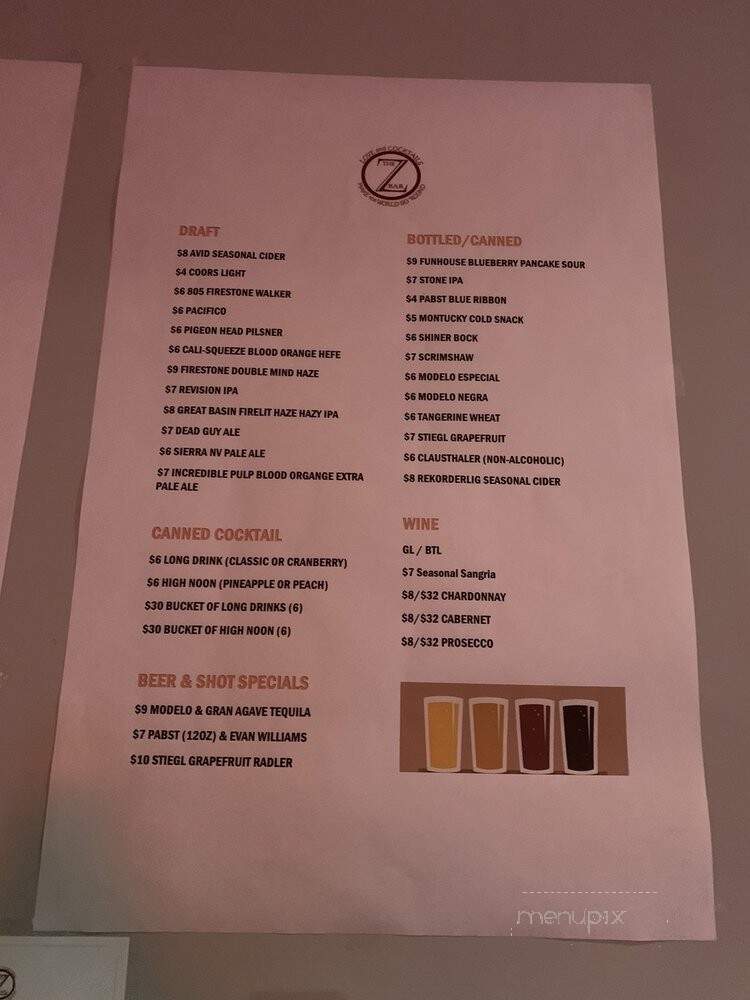 LOVE and COCKTAILS
THE
Z
BAR
MAKE the WORLD GO 'ROUND
DRAFT
$8 AVID SEASONAL CIDER
$4 COORS LIGHT
$6 805 FIRESTONE WALKER
$6 PACIFICO
$6 PIGEON HEAD PILSNER
$6 CALI-SQUEEZE BLOOD ORANGE HEFE
$9 FIRESTONE DOUBLE MIND HAZE
$7 REVISION IPA
$8 GREAT BASIN FIRELIT HAZE HAZY IPA
$7 DEAD GUY ALE
$6 SIERRA NV PALE ALE
$7 INCREDIBLE PULP BLOOD ORGANGE EXTRA
PALE ALE
CANNED COCKTAIL
$6 LONG DRINK (CLASSIC OR CRANBERRY)
$6 HIGH NOON (PINEAPPLE OR PEACH)
$30 BUCKET OF LONG DRINKS (6)
$30 BUCKET OF HIGH NOON (6)
BEER & SHOT SPECIALS
$9 MODELO & GRAN AGAVE TEQUILA
$7 PABST (12OZ) & EVAN WILLIAMS
$10 STIEGL GRAPEFRUIT RADLER
BOTTLED/CANNED
$9 FUNHOUSE BLUEBERRY PANCAKE SOUR
$7 STONE IPA
$4 PABST BLUE RIBBON
$5 MONTUCKY COLD SNACK
$6 SHINER BOCK
$7 SCRIMSHAW
$6 MODELO ESPECIAL
$6 MODELO NEGRA
$6 TANGERINE WHEAT
$7 STIEGL GRAPEFRUIT
$6 CLAUSTHALER (NON-ALCOHOLIC)
$8 REKORDERLIG SEASONAL CIDER
WINE
GL / BTL
$7 Seasonal Sangria
$8/$32 CHARDONNAY
$8/$32 CABERNET
$8/$32 PROSECCO
menupix
Z